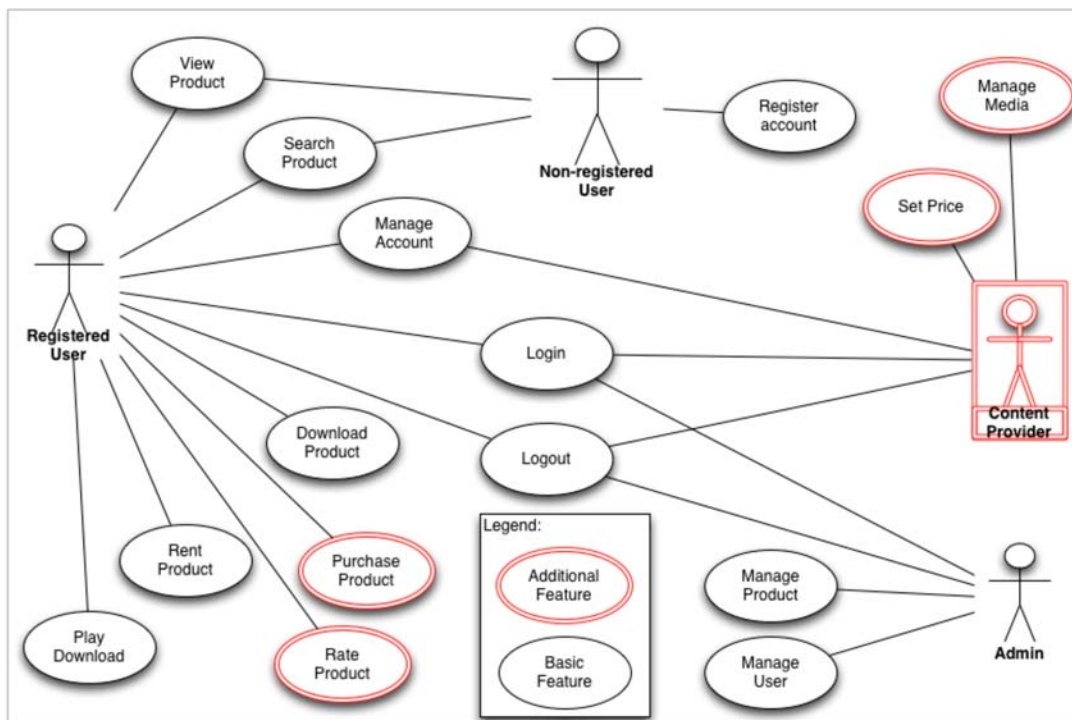 View
Product
Search
Product
Non-registered
User
Register
account
Manage
Media
Set Price
Manage
Account
Registered
User
Login
Content
Provider
Download
Product
Logout
Legend:
Additional
Feature
Basic
Feature
Rent
Product
Purchase
Product
Play
Download
Rate
Product
Manage
Product
Manage
User
Admin